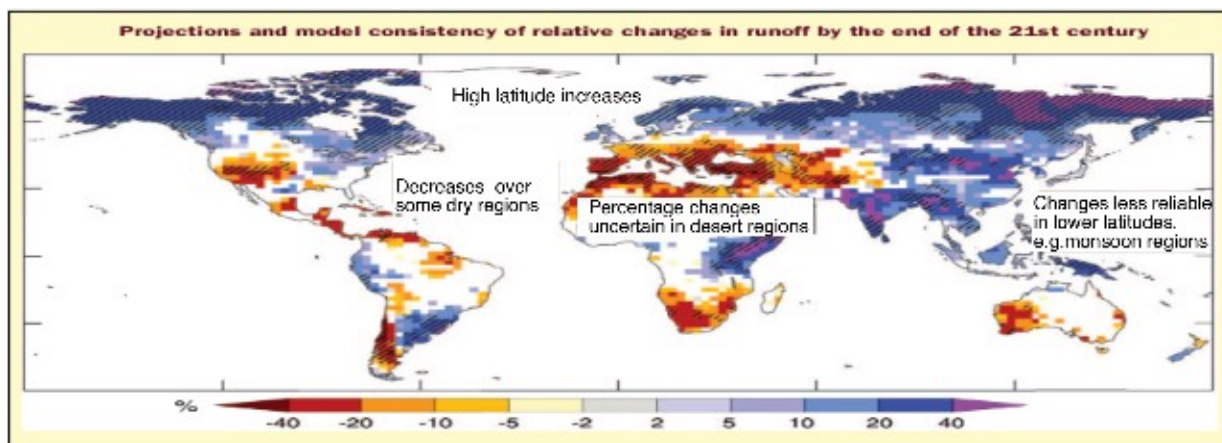 Projections and model consistency of relative changes in runoff by the end of the 21st century
High latitude increases
Decreases over
some dry regions
Percentage changes
uncertain in desert regions
Changes less reliable
in lower latitudes.
e.g.monsoon regions
% -40 -20 -10 -5 -2 2 5 10 20 40